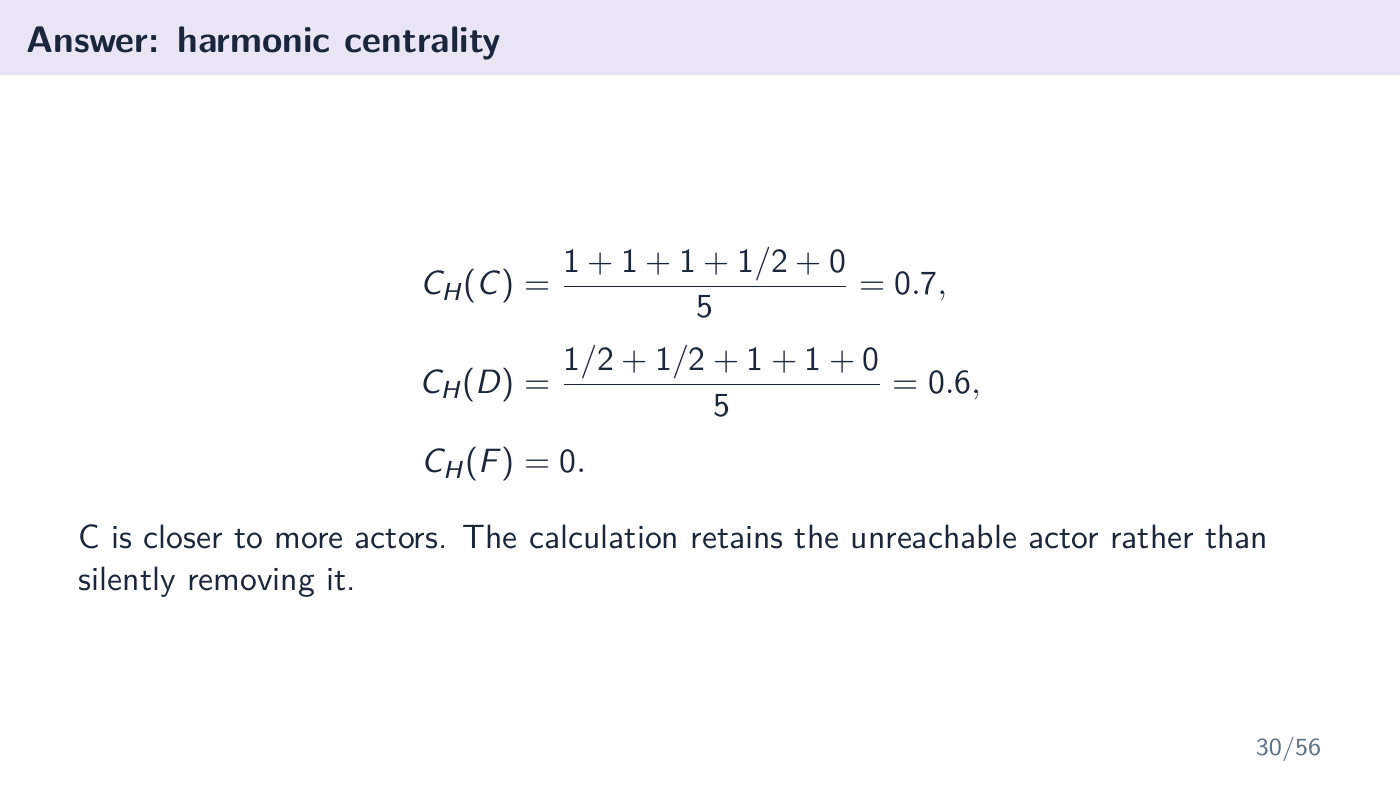 Answer: harmonic centrality
C_H(C) = (1 + 1 + 1 + 1/2 + 0)/5 = 0.7,
C_H(D) = (1/2 + 1/2 + 1 + 1 + 0)/5 = 0.6,
C_H(F) = 0.
C is closer to more actors. The calculation retains the unreachable actor rather than
silently removing it.
30/56